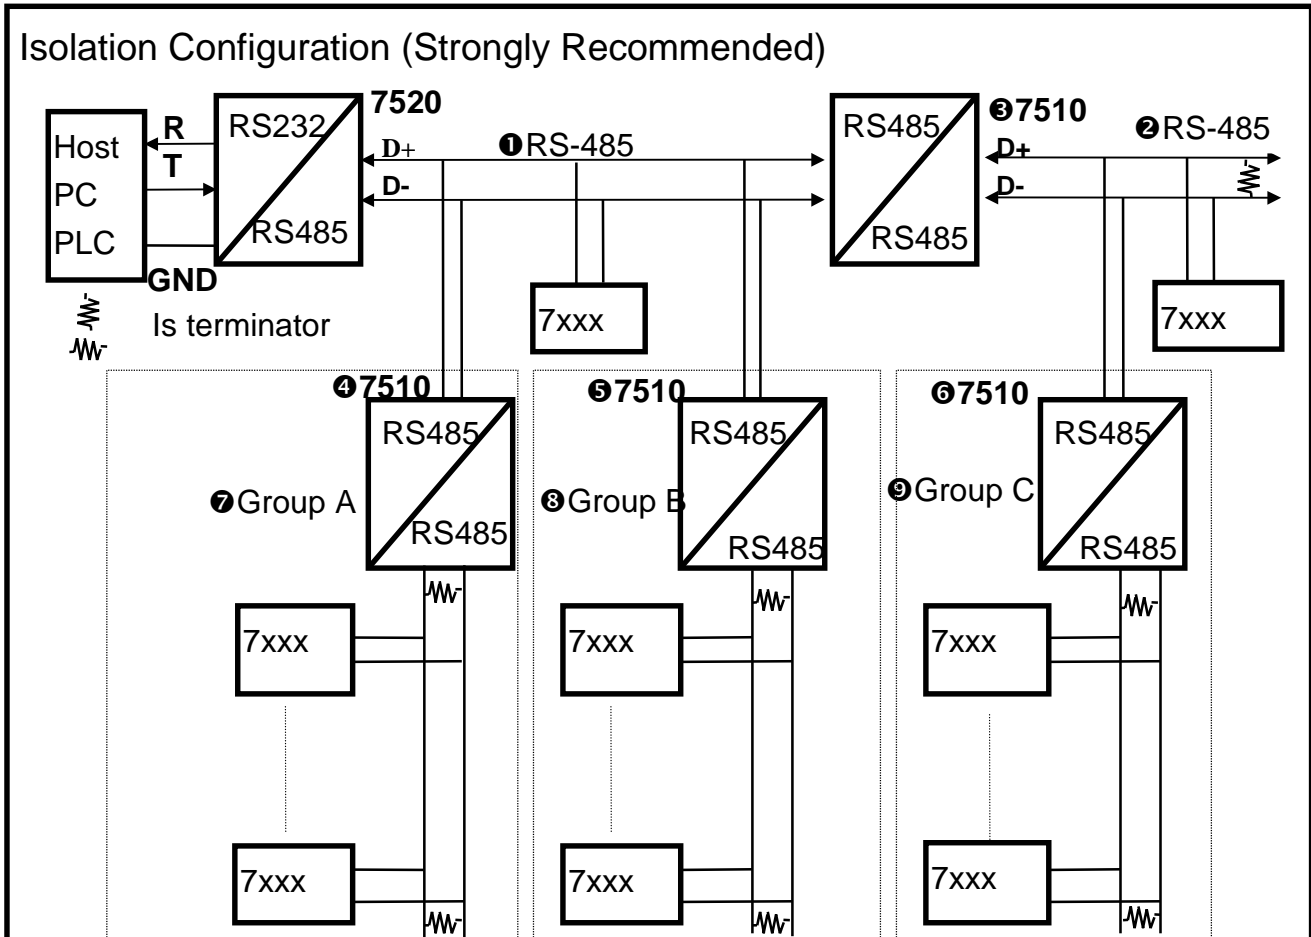 Isolation Configuration (Strongly Recommended)
7520
❸7510
Host
PC
PLC
R
T
GND
RS232
RS485
D+
D-
❶RS-485
RS485
RS485
D+
D-
❷RS-485
7xxx
7xxx
Is terminator
❹7510
RS485
RS485
❼Group A
7xxx
7xxx
❺7510
RS485
RS485
❽Group B
7xxx
7xxx
❻7510
RS485
RS485
❾Group C
7xxx
7xxx